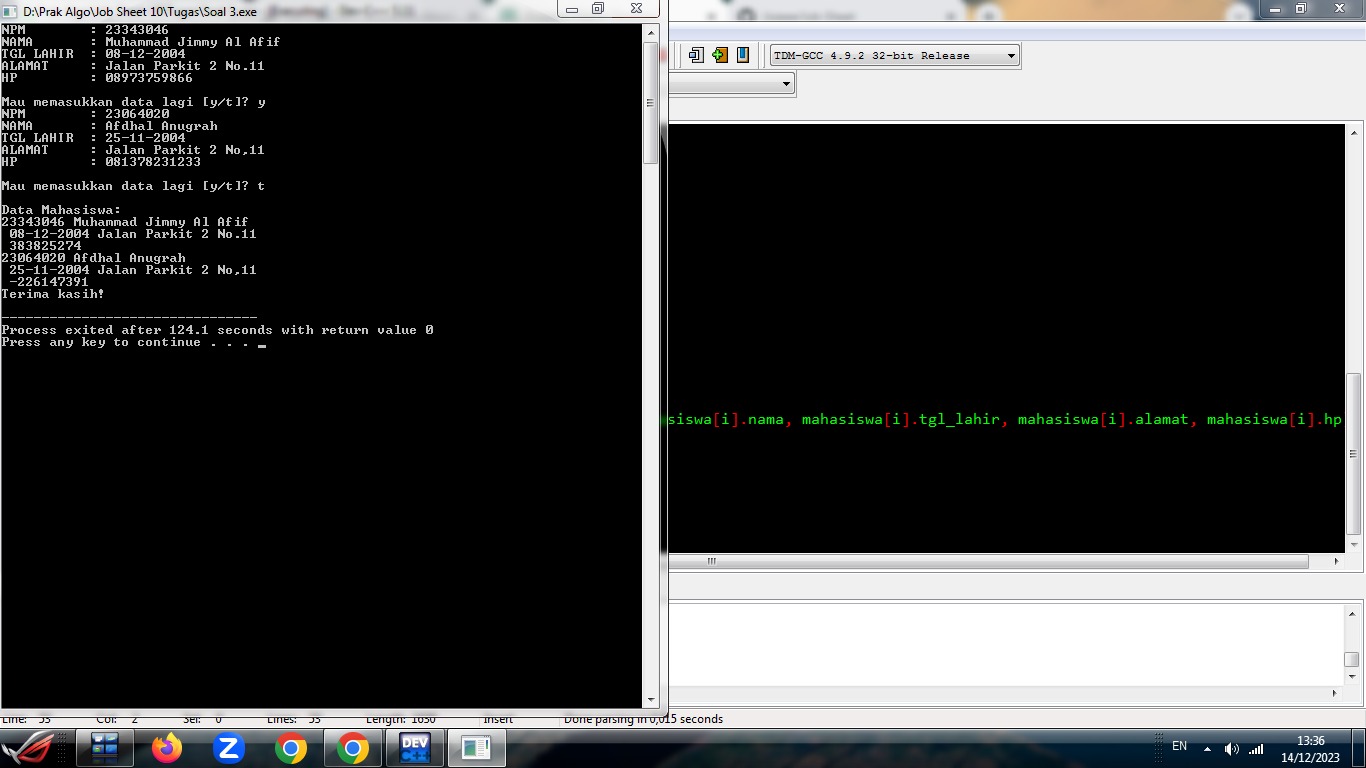 D:\Prak Algo\Job Sheet 10\Tugas\Soal 3.exe
NPM : 23343046
NAMA : Muhammad Jimmy Al Afif
TGL LAHIR : 08-12-2004
ALAMAT : Jalan Parkit 2 No.11
HP : 08973759866
Mau memasukkan data lagi [y/t]? y
NPM : 23064020
NAMA : Afdhal Anugrah
TGL LAHIR : 25-11-2004
ALAMAT : Jalan Parkit 2 No,11
HP : 081378231233
Mau memasukkan data lagi [y/t]? t
Data Mahasiswa:
23343046 Muhammad Jimmy Al Afif
08-12-2004 Jalan Parkit 2 No.11
383825274
23064020 Afdhal Anugrah
25-11-2004 Jalan Parkit 2 No,11
-226147391
Terima kasih!
--------------------------------
Process exited after 124.1 seconds with return value 0
Press any key to continue . . . _
TDM-GCC 4.9.2 32-bit Release
siswa[i].nama, mahasiswa[i].tgl_lahir, mahasiswa[i].alamat, mahasiswa[i].hp
Line: 53 Col: 2 Sel: 0 Lines: 53 Length: 1650 Insert Done parsing in 0,015 seconds
DEV C++
EN
13:36
14/12/2023